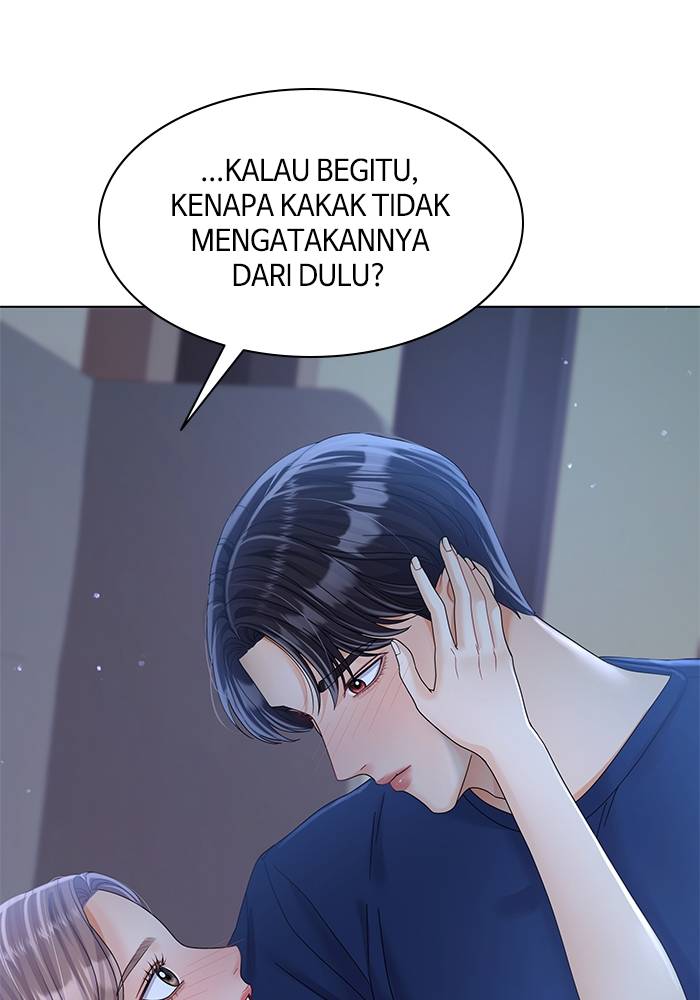 ...KALAU BEGITU,
KENAPA KAKAK TIDAK
MENGATAKANNYA
DARI DULU?